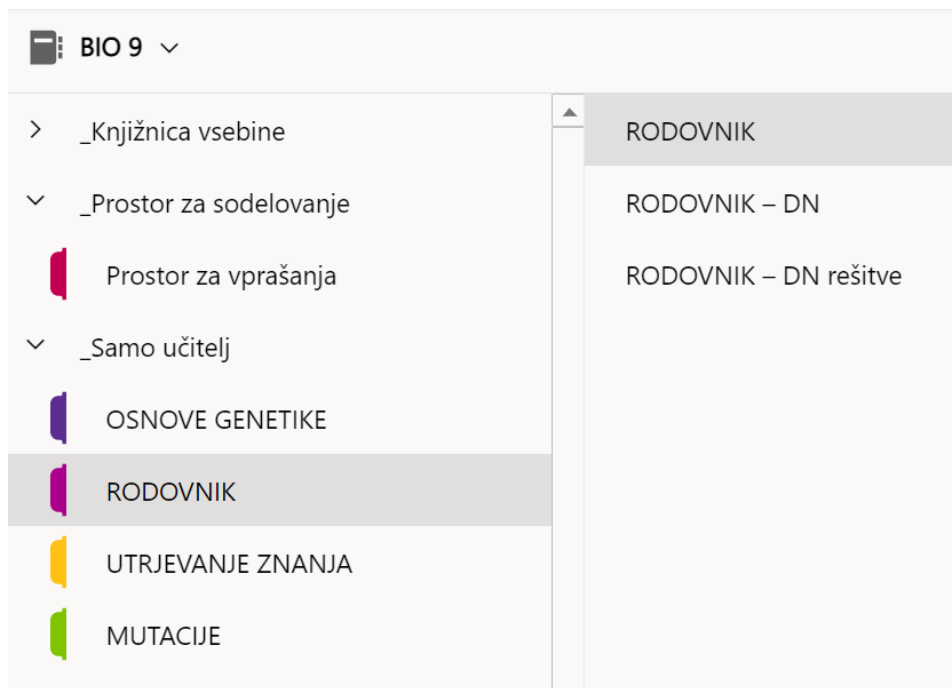 BIO 9
_Knjižnica vsebine
_Prostor za sodelovanje
Prostor za vprašanja
_Samo učitelj
OSNOVE GENETIKE
RODOVNIK
UTRJEVANJE ZNANJA
MUTACIJE
RODOVNIK
RODOVNIK – DN
RODOVNIK – DN rešitve